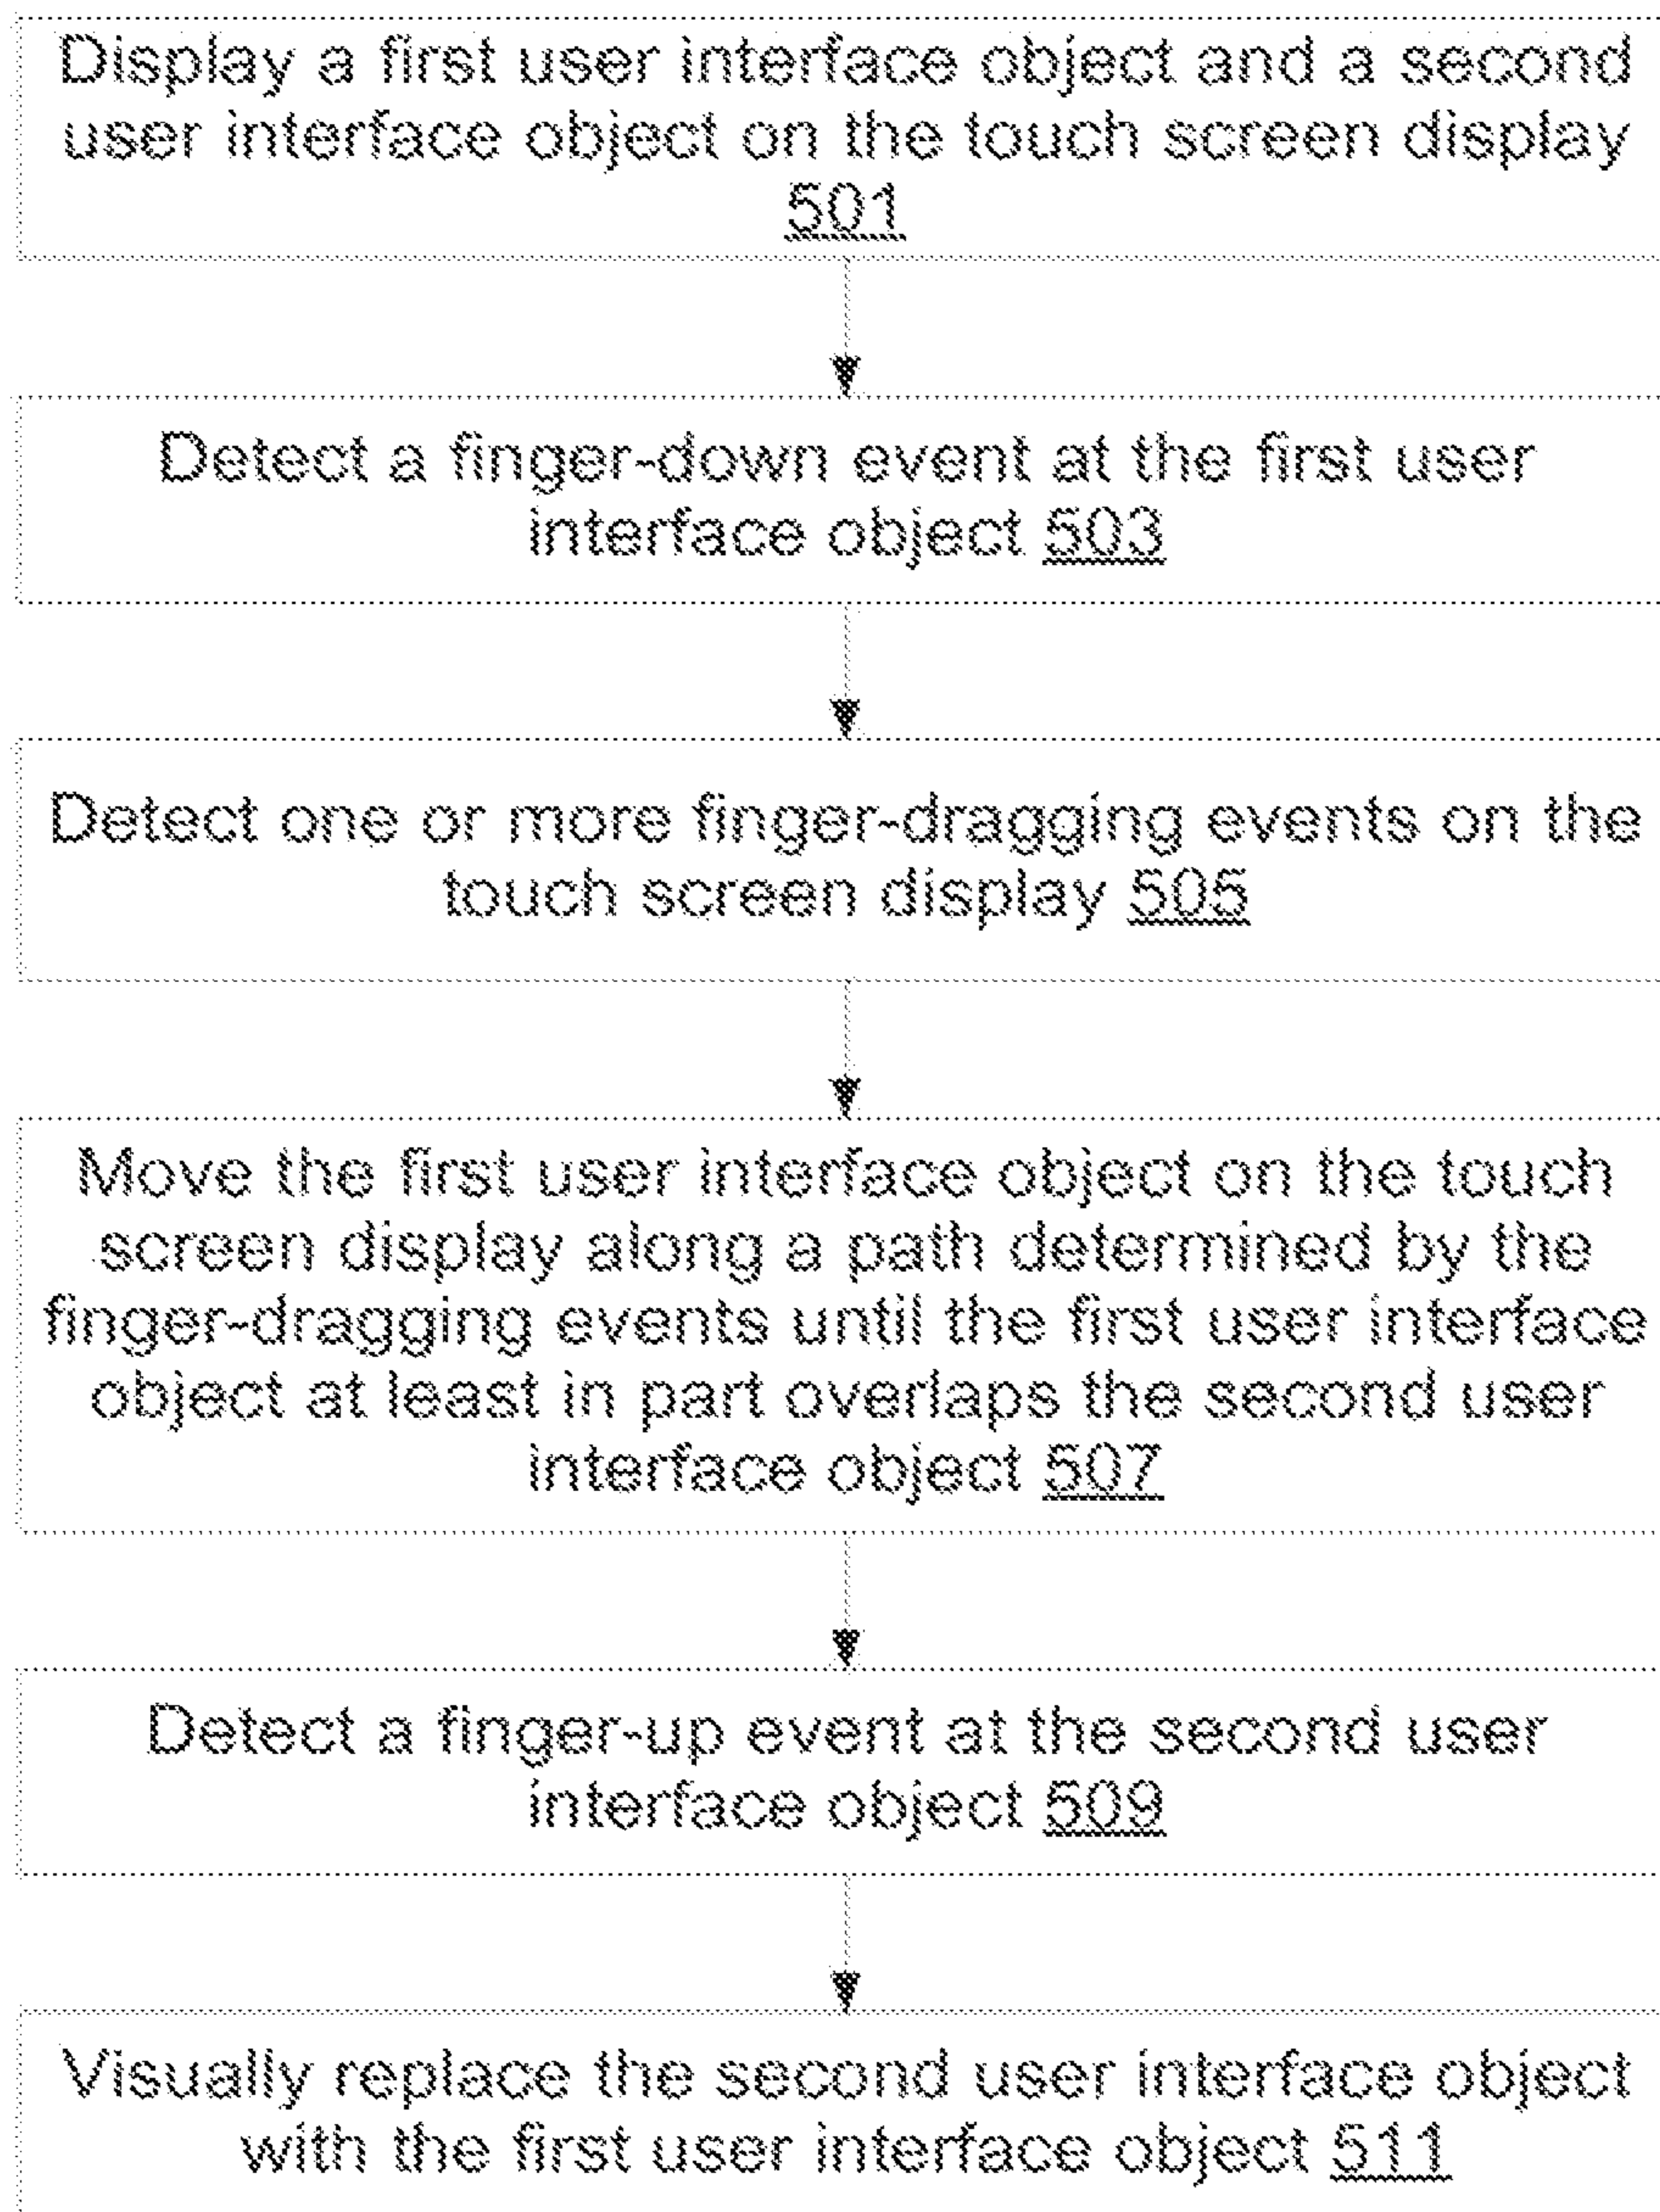 Display a first user interface object and a second
user interface object on the touch screen display
501
Detect a finger-down event at the first user
interface object 503
Detect one or more finger-dragging events on the
touch screen display 505
Move the first user interface object on the touch
screen display along a path determined by the
finger-dragging events until the first user interface
object at least in part overlaps the second user
interface object 507
Detect a finger-up event at the second user
interface object 509
Visually replace the second user interface object
with the first user interface object 511